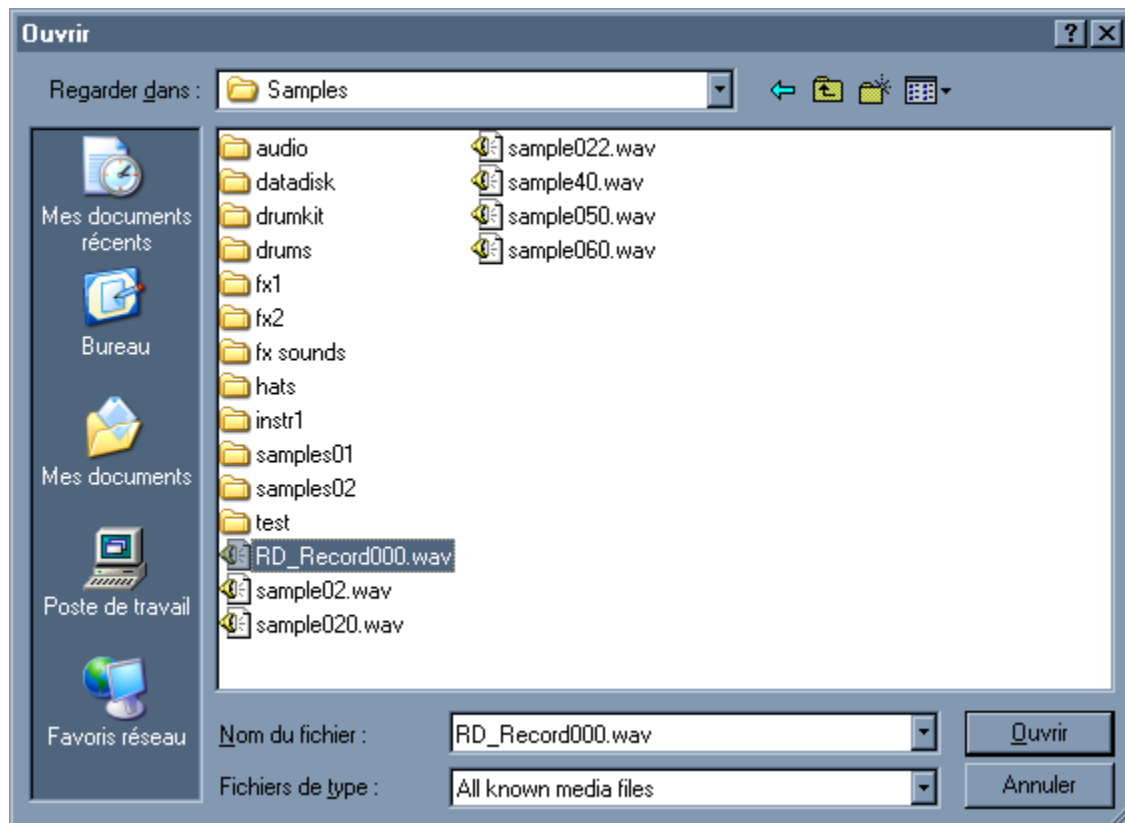 Ouvrir
Regarder dans :
Samples
Mes documents
récents
Bureau
Mes documents
Poste de travail
Favoris réseau
audio
datadisk
drumkit
drums
fx1
fx2
fx sounds
hats
instr1
samples01
samples02
test
RD_Record000.wav
sample02.wav
sample020.wav
sample022.wav
sample40.wav
sample050.wav
sample060.wav
Nom du fichier :
RD_Record000.wav
Ouvrir
Fichiers de type :
All known media files
Annuler